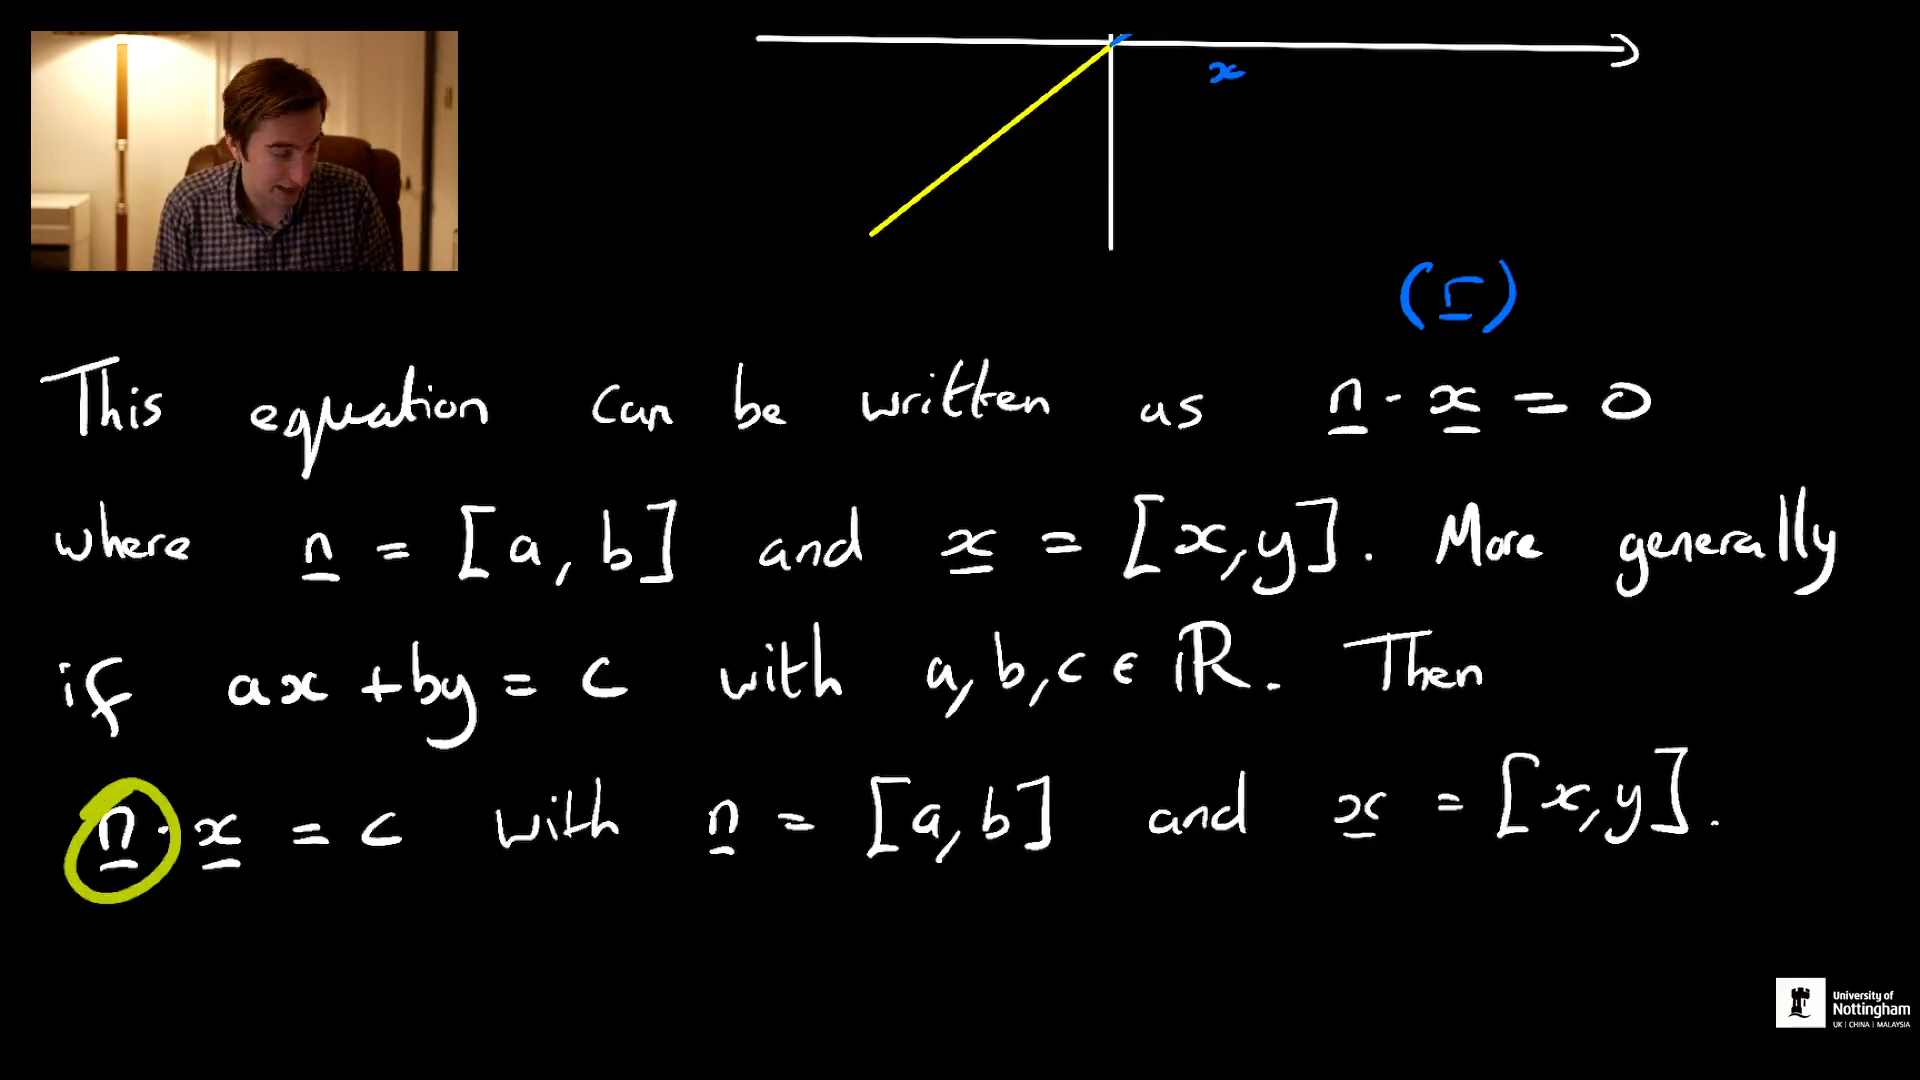 x
(r)
This equation can be written as n · x = 0
where n = [a, b] and x = [x, y]. More generally
if ax + by = c with a, b, c ∈ ℝ. Then
n · x = c with n = [a, b] and x = [x, y].
University of
Nottingham
UK | CHINA | MALAYSIA